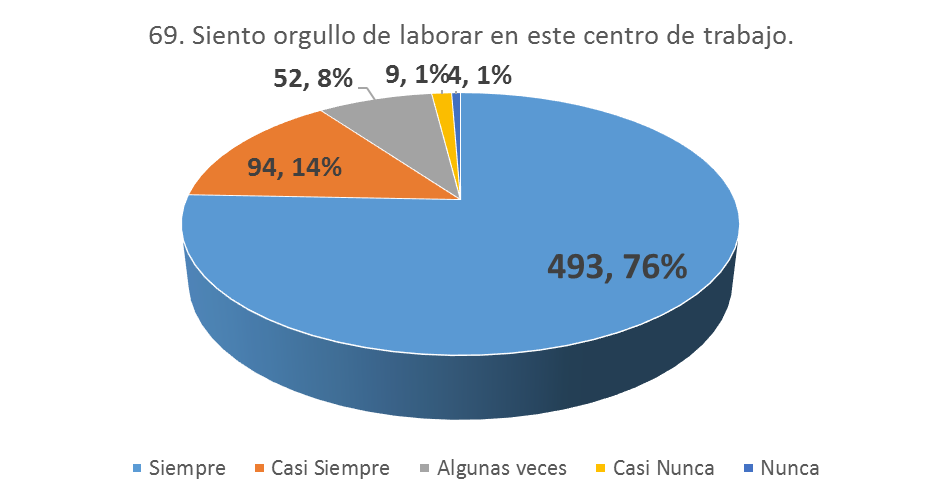 69. Siento orgullo de laborar en este centro de trabajo.
52, 8%
9, 1%
4, 1%
94, 14%
493, 76%
Siempre
Casi Siempre
Algunas veces
Casi Nunca
Nunca